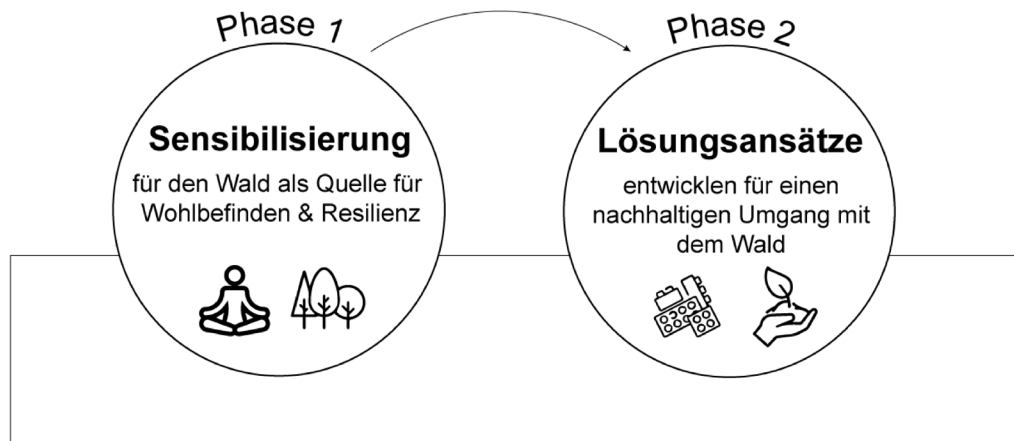 Phase 1
Sensibilisierung
für den Wald als Quelle für
Wohlbefinden & Resilienz
Phase 2
Lösungsansätze
entwicklen für einen
nachhaltigen Umgang mit
dem Wald